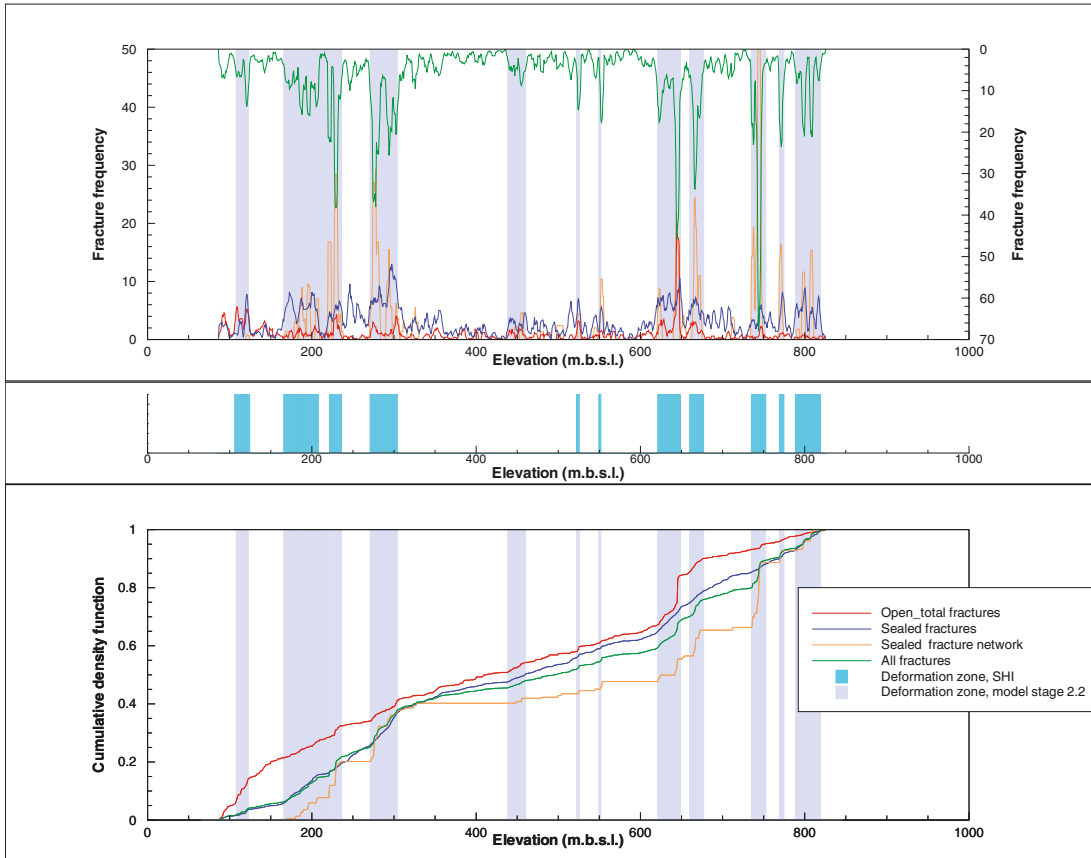 50
40
30
20
10
0
Fracture frequency
0
10
20
30
40
50
60
70
Fracture frequency
0 200 400 600 800 1000
Elevation (m.b.s.l.)
0 200 400 600 800 1000
Elevation (m.b.s.l.)
1
0.8
0.6
0.4
0.2
0
Cumulative density function
Open_total fractures
Sealed fractures
Sealed fracture network
All fractures
Deformation zone, SHI
Deformation zone, model stage 2.2
0 200 400 600 800 1000
Elevation (m.b.s.l.)